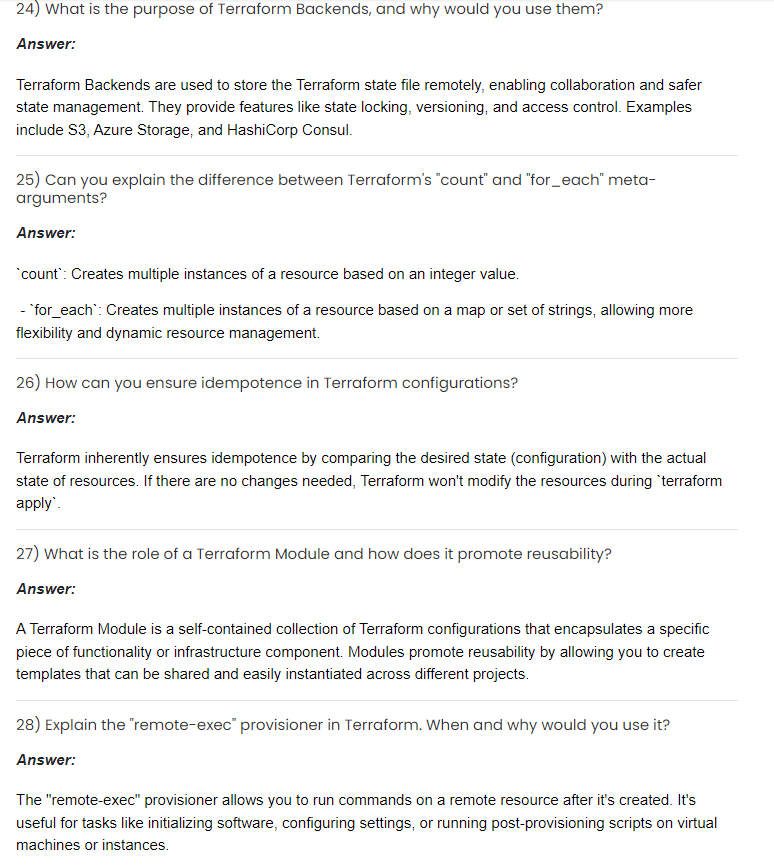 24) What is the purpose of Terraform Backends, and why would you use them?
Answer:
Terraform Backends are used to store the Terraform state file remotely, enabling collaboration and safer
state management. They provide features like state locking, versioning, and access control. Examples
include S3, Azure Storage, and HashiCorp Consul.
25) Can you explain the difference between Terraform's "count" and "for_each" meta-
arguments?
Answer:
`count`: Creates multiple instances of a resource based on an integer value.
- `for_each`: Creates multiple instances of a resource based on a map or set of strings, allowing more
flexibility and dynamic resource management.
26) How can you ensure idempotence in Terraform configurations?
Answer:
Terraform inherently ensures idempotence by comparing the desired state (configuration) with the actual
state of resources. If there are no changes needed, Terraform won't modify the resources during `terraform
apply`.
27) What is the role of a Terraform Module and how does it promote reusability?
Answer:
A Terraform Module is a self-contained collection of Terraform configurations that encapsulates a specific
piece of functionality or infrastructure component. Modules promote reusability by allowing you to create
templates that can be shared and easily instantiated across different projects.
28) Explain the "remote-exec" provisioner in Terraform. When and why would you use it?
Answer:
The "remote-exec" provisioner allows you to run commands on a remote resource after it's created. It's
useful for tasks like initializing software, configuring settings, or running post-provisioning scripts on virtual
machines or instances.